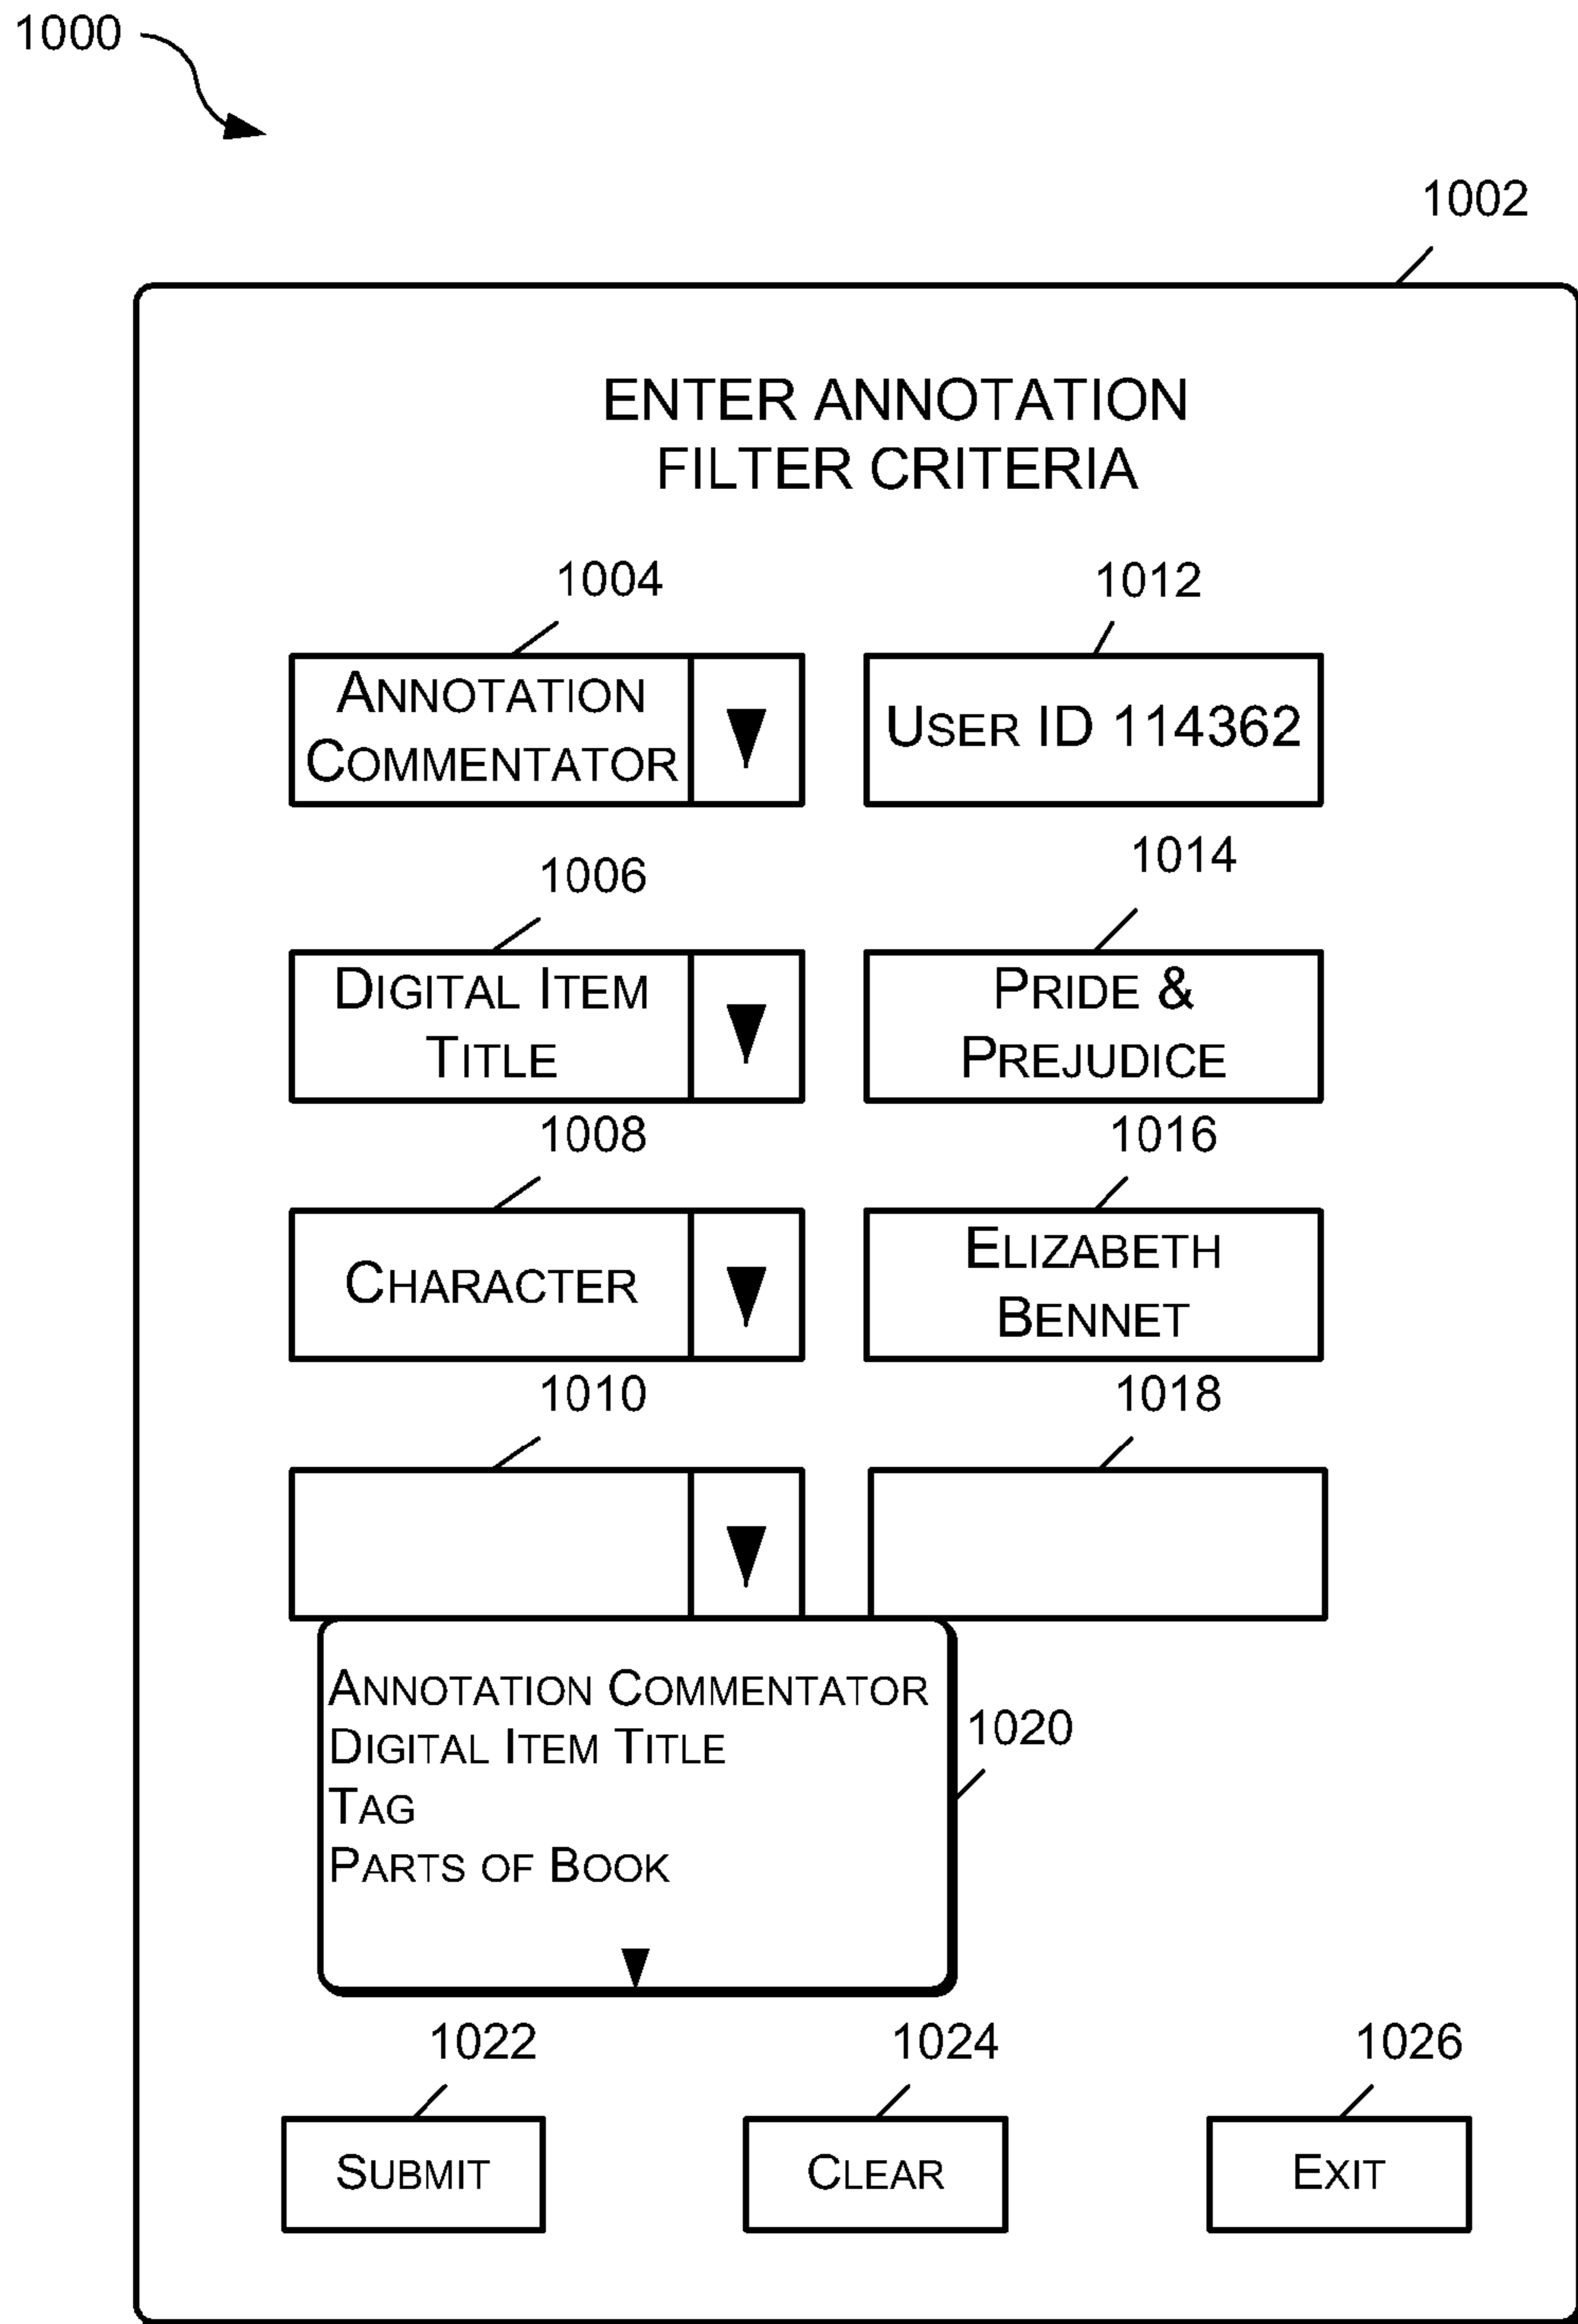 1000
1002
ENTER ANNOTATION
FILTER CRITERIA
1004
1012
ANNOTATION
COMMENTATOR
USER ID 114362
1006
1014
DIGITAL ITEM
TITLE
PRIDE &
PREJUDICE
1008
1016
CHARACTER
ELIZABETH
BENNET
1010
1018
ANNOTATION COMMENTATOR
DIGITAL ITEM TITLE
TAG
PARTS OF BOOK
1020
1022
1024
1026
SUBMIT
CLEAR
EXIT